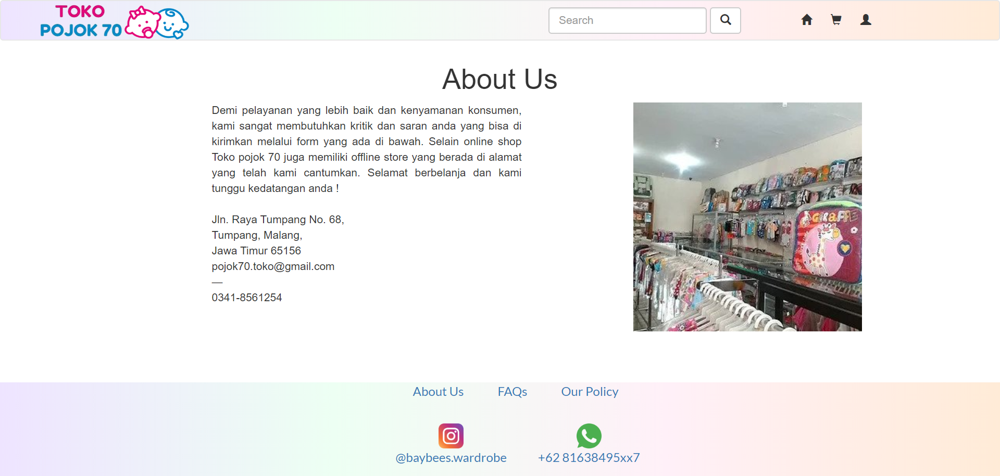 TOKO
POJOK 70
Search
About Us
Demi pelayanan yang lebih baik dan kenyamanan konsumen,
kami sangat membutuhkan kritik dan saran anda yang bisa di
kirimkan melalui form yang ada di bawah. Selain online shop
Toko pojok 70 juga memiliki offline store yang berada di alamat
yang telah kami cantumkan. Selamat berbelanja dan kami
tunggu kedatangan anda !
Jln. Raya Tumpang No. 68,
Tumpang, Malang,
Jawa Timur 65156
pojok70.toko@gmail.com
—
0341-8561254
GIRAFFE
About Us FAQs Our Policy
@baybees.wardrobe +62 81638495xx7